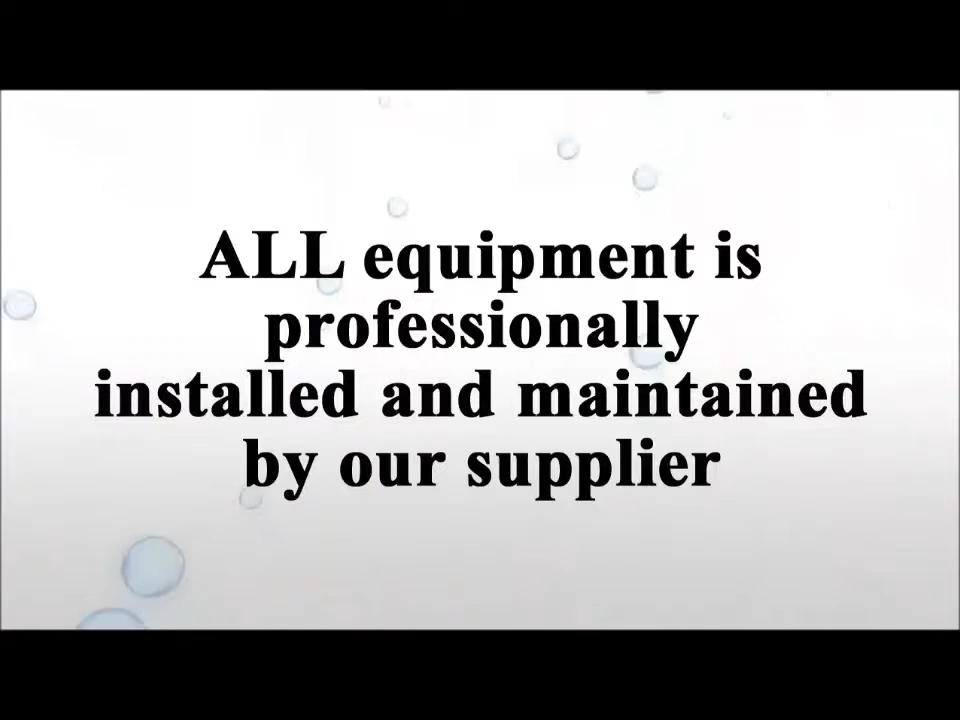 ALL equipment is
professionally
installed and maintained
by our supplier